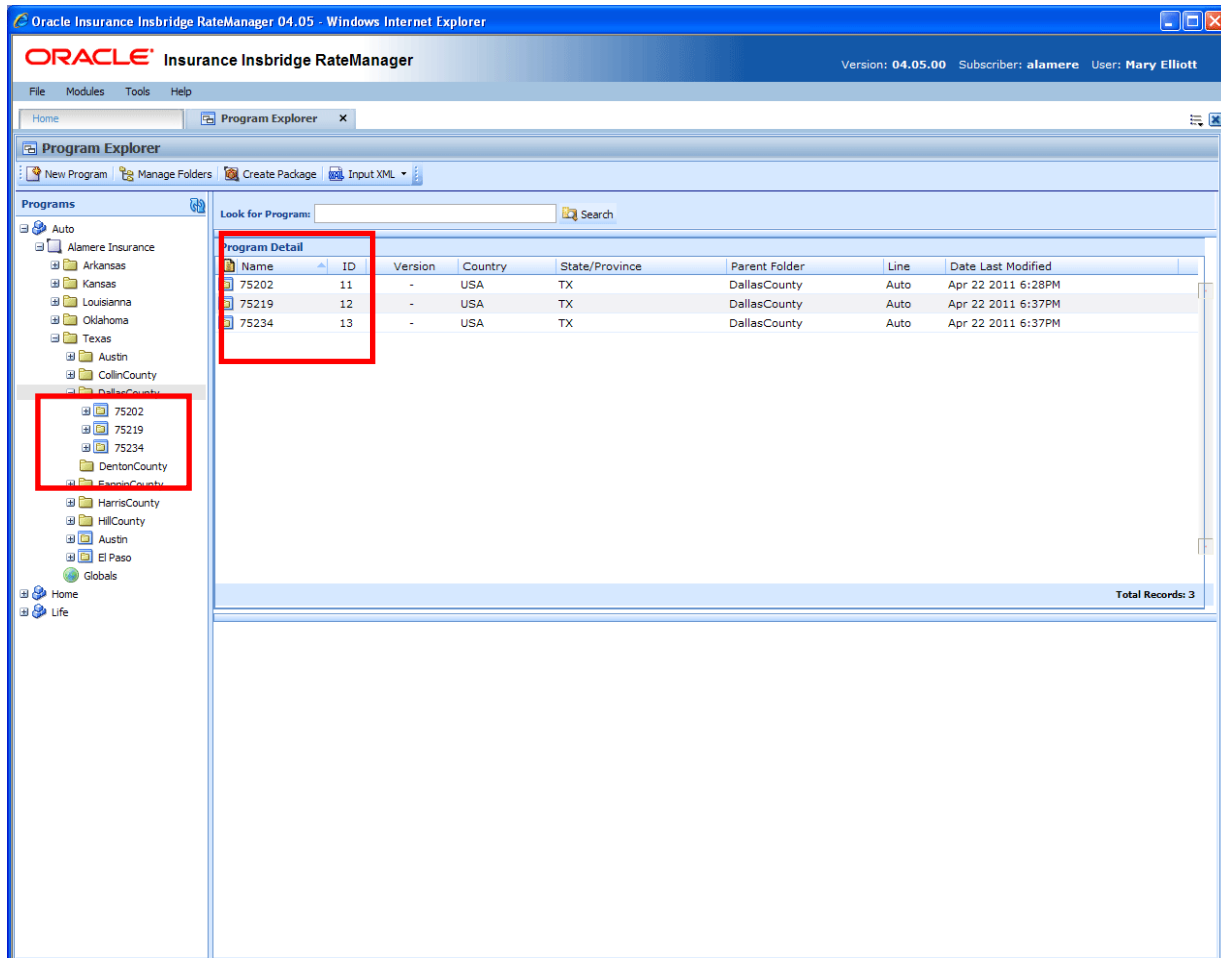 Oracle Insurance Insbridge RateManager 04.05 - Windows Internet Explorer
ORACLE® Insurance Insbridge RateManager
Version: 04.05.00 Subscriber: alamere User: Mary Elliott
File Modules Tools Help
Home Program Explorer X
Program Explorer
New Program Manage Folders Create Package Input XML
Programs
Auto
Alamere Insurance
Arkansas
Kansas
Louisianna
Oklahoma
Texas
Austin
CollinCounty
DallasCounty
75202
75219
75234
DentonCounty
FanninCounty
HarrisCounty
HillCounty
Austin
El Paso
Globals
Home
Life
Look for Program: Search
Program Detail
Name ID Version Country State/Province Parent Folder Line Date Last Modified
75202 11 - USA TX DallasCounty Auto Apr 22 2011 6:28PM
75219 12 - USA TX DallasCounty Auto Apr 22 2011 6:37PM
75234 13 - USA TX DallasCounty Auto Apr 22 2011 6:37PM
Total Records: 3